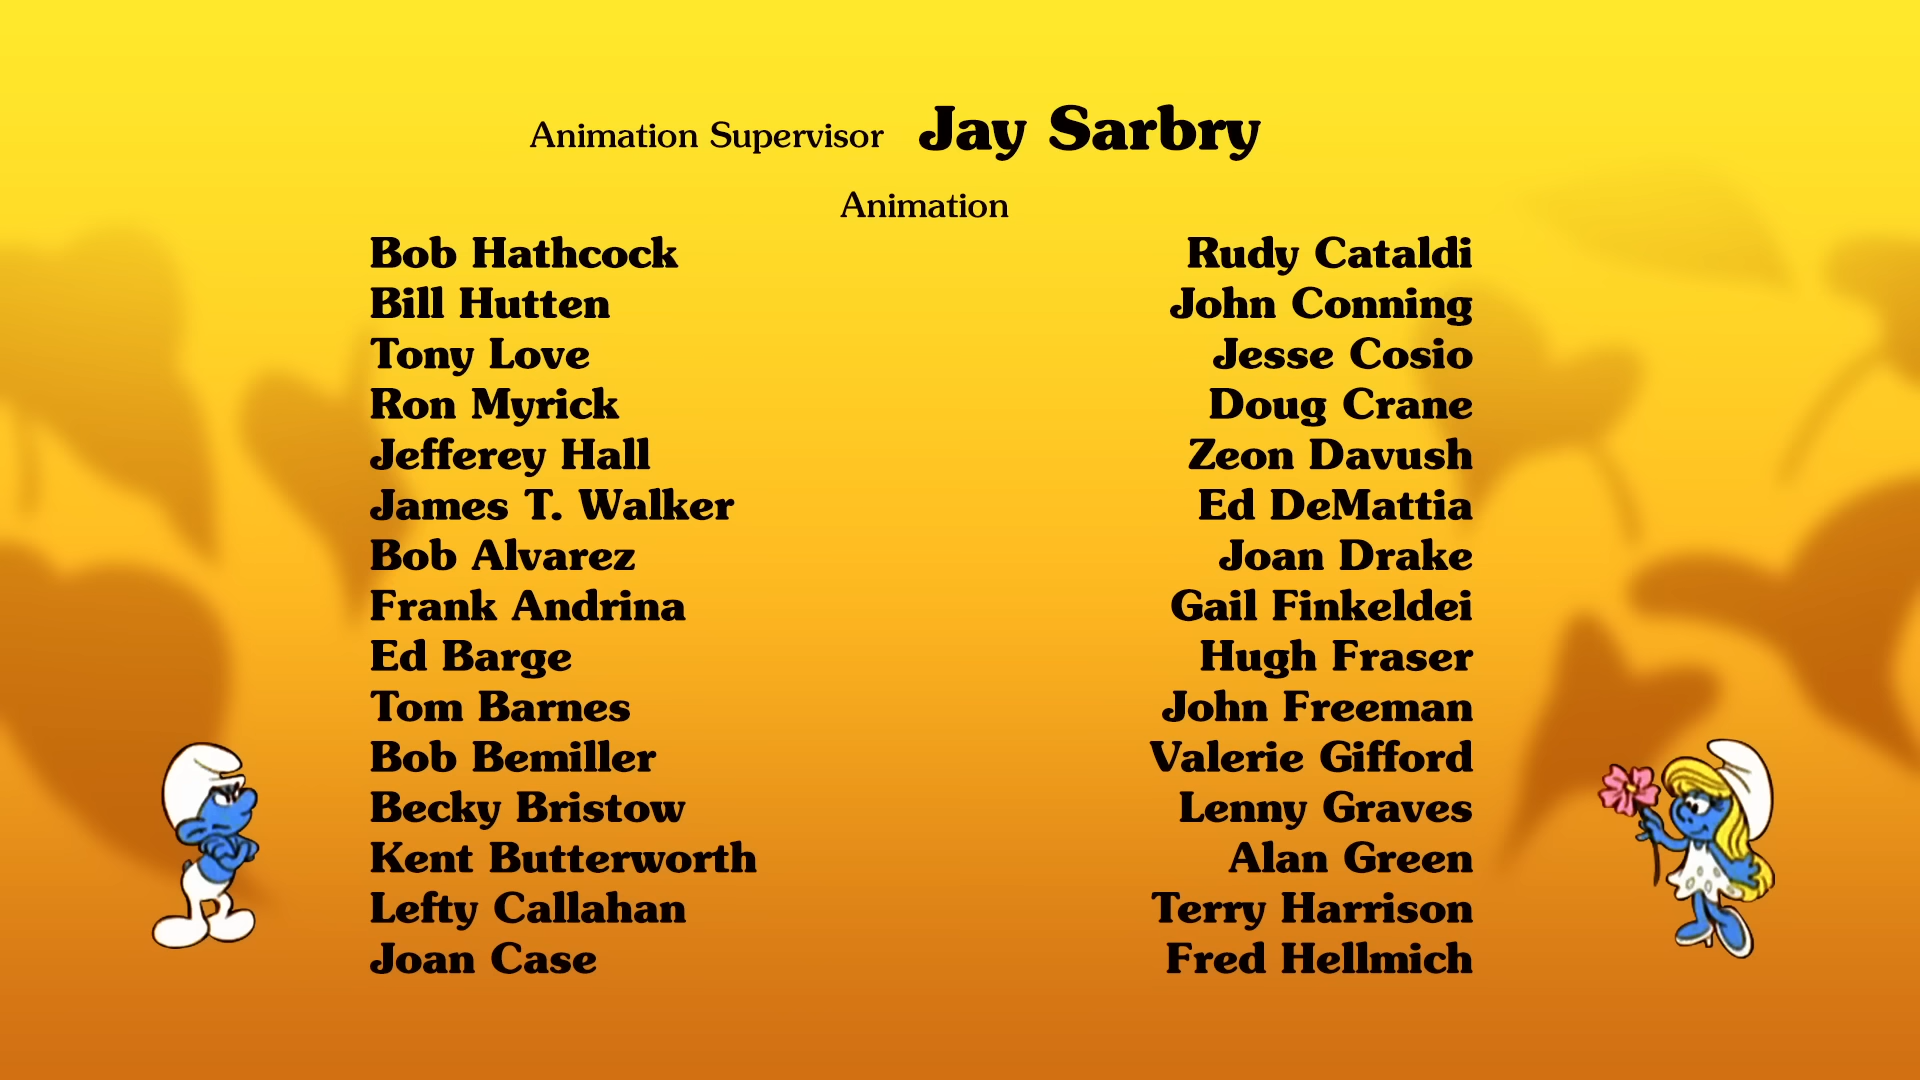 Animation Supervisor Jay Sarbry
Animation
Bob Hathcock
Bill Hutten
Tony Love
Ron Myrick
Jefferey Hall
James T. Walker
Bob Alvarez
Frank Andrina
Ed Barge
Tom Barnes
Bob Bemiller
Becky Bristow
Kent Butterworth
Lefty Callahan
Joan Case
Rudy Cataldi
John Conning
Jesse Cosio
Doug Crane
Zeon Davush
Ed DeMattia
Joan Drake
Gail Finkeldei
Hugh Fraser
John Freeman
Valerie Gifford
Lenny Graves
Alan Green
Terry Harrison
Fred Hellmich